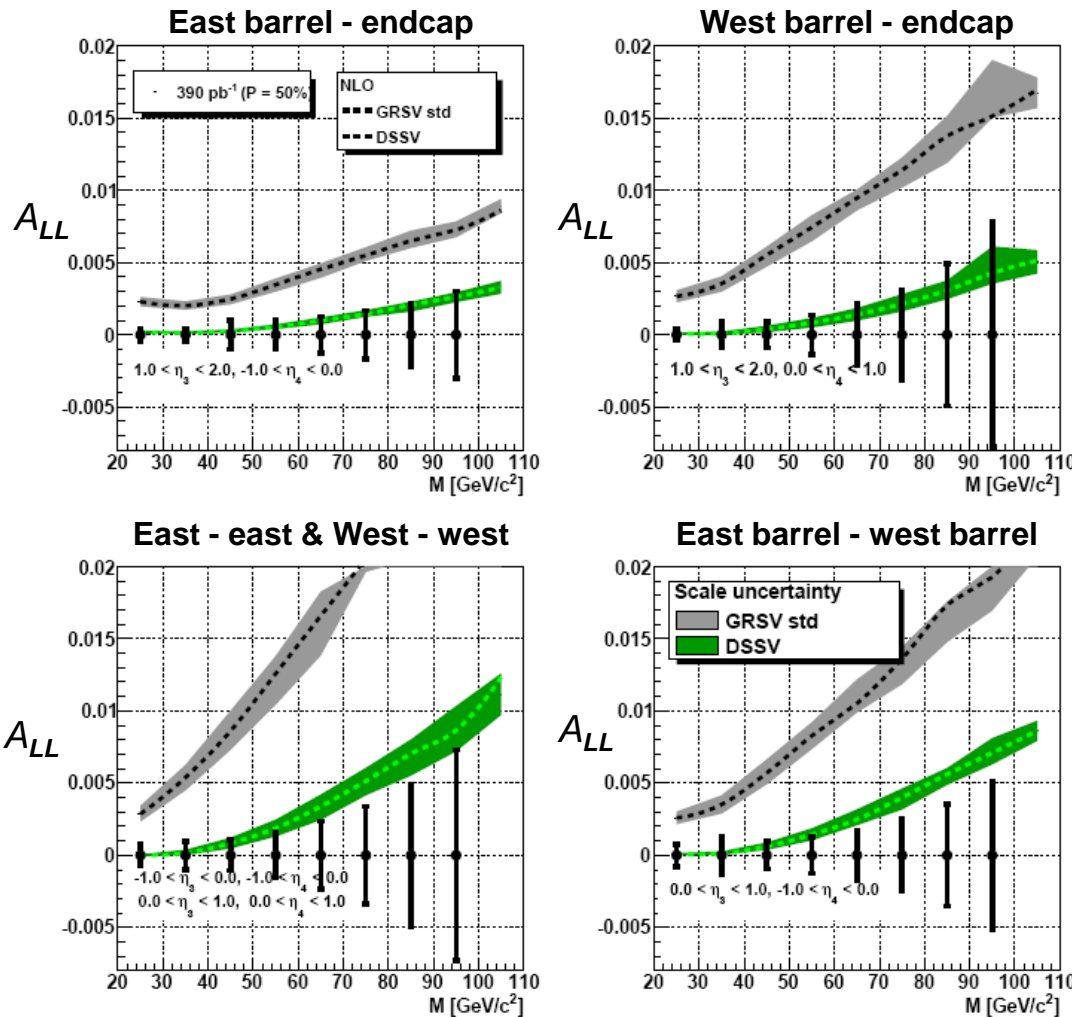 East barrel - endcap
0.02
0.015
0.01
0.005
0
-0.005
A_LL
390 pb⁻¹ (P = 50%)
NLO
GRSV std
DSSV
1.0 < η₃ < 2.0, -1.0 < η₄ < 0.0
20 30 40 50 60 70 80 90 100 110
M [GeV/c²]
West barrel - endcap
0.02
0.015
0.01
0.005
0
-0.005
1.0 < η₃ < 2.0, 0.0 < η₄ < 1.0
20 30 40 50 60 70 80 90 100 110
M [GeV/c²]
East - east & West - west
0.02
0.015
0.01
0.005
0
-0.005
A_LL
-1.0 < η₃ < 0.0, -1.0 < η₄ < 0.0
0.0 < η₃ < 1.0, 0.0 < η₄ < 1.0
20 30 40 50 60 70 80 90 100 110
M [GeV/c²]
East barrel - west barrel
0.02
0.015
0.01
0.005
0
-0.005
A_LL
Scale uncertainty
GRSV std
DSSV
0.0 < η₃ < 1.0, -1.0 < η₄ < 0.0
20 30 40 50 60 70 80 90 100 110
M [GeV/c²]